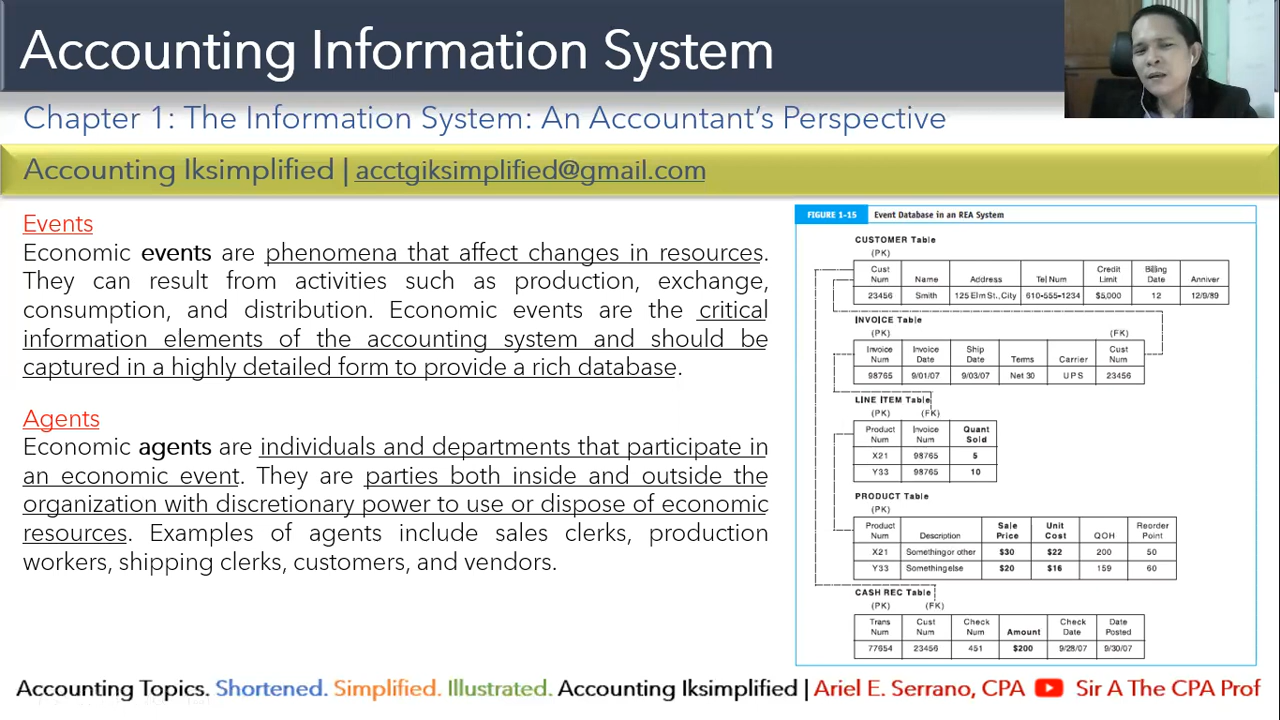 Accounting Information System
Chapter 1: The Information System: An Accountant's Perspective
Accounting Iksimplified | acctgiksimplified@gmail.com
Events
Economic events are phenomena that affect changes in resources.
They can result from activities such as production, exchange,
consumption, and distribution. Economic events are the critical
information elements of the accounting system and should be
captured in a highly detailed form to provide a rich database.
Agents
Economic agents are individuals and departments that participate in
an economic event. They are parties both inside and outside the
organization with discretionary power to use or dispose of economic
resources. Examples of agents include sales clerks, production
workers, shipping clerks, customers, and vendors.
FIGURE 1-15 Event Database in an REA System
CUSTOMER Table
(PK)
Cust Num Name Address Tel Num Credit Limit Billing Date Anniver
23456 Smith 125 Elm St., City 610-555-1234 $5,000 12 12/9/89
INVOICE Table
(PK) (FK)
Invoice Num Invoice Date Ship Date Terms Carrier Cust Num
98765 9/01/07 9/03/07 Net 30 UPS 23456
LINE ITEM Table
(PK) (FK)
Product Num Invoice Num Quant Sold
X21 98765 5
Y33 98765 10
PRODUCT Table
(PK)
Product Num Description Sale Price Unit Cost QOH Reorder Point
X21 Something or other $30 $22 200 50
Y33 Something else $20 $16 159 60
CASH REC Table
(PK) (FK)
Trans Num Cust Num Check Num Amount Check Date Date Posted
77654 23456 451 $200 9/28/07 9/30/07
Accounting Topics. Shortened. Simplified. Illustrated. Accounting Iksimplified | Ariel E. Serrano, CPA Sir A The CPA Prof